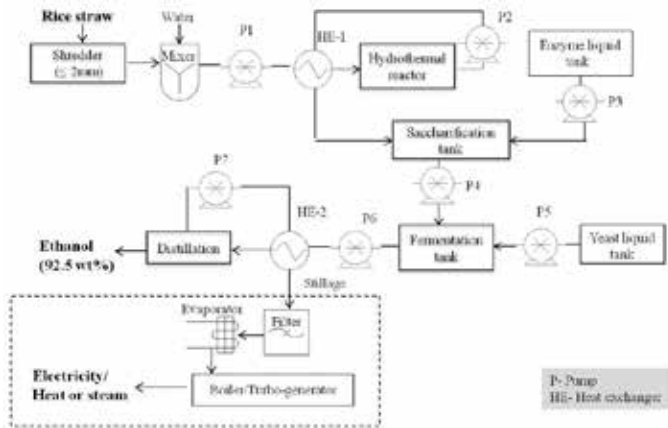 Rice straw
Water
P1
HE-1
P2
Shredder
(≤ 2mm)
Mixer
Hydrothermal
reactor
Enzyme liquid
tank
P3
Saccharification
tank
P4
P7
HE-2
P6
P5
Ethanol
(92.5 wt%)
Distillation
Fermentation
tank
Yeast liquid
tank
Stillage
Evaporator
Filter
Electricity/
Heat or steam
Boiler/Turbo-generator
P- Pump
HE- Heat exchanger